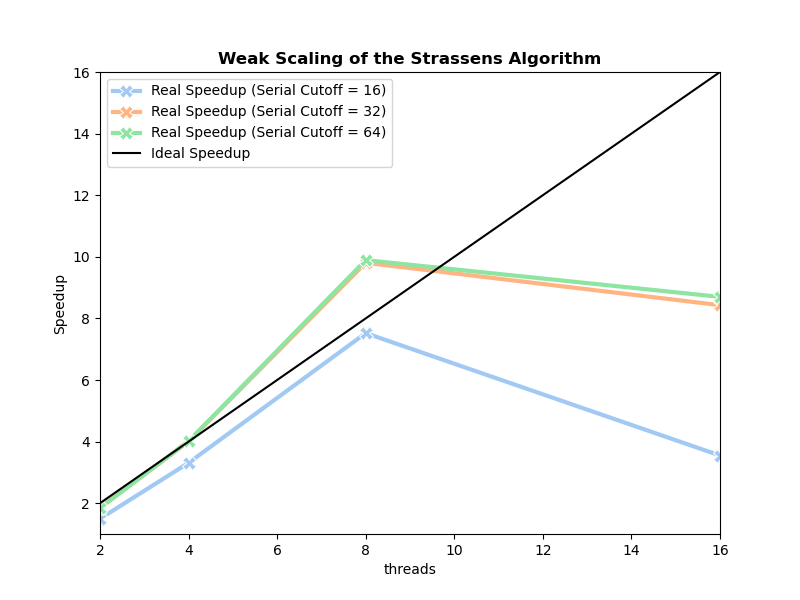 Weak Scaling of the Strassens Algorithm
16
14
12
10
8
6
4
2
Speedup
Real Speedup (Serial Cutoff = 16)
Real Speedup (Serial Cutoff = 32)
Real Speedup (Serial Cutoff = 64)
Ideal Speedup
2 4 6 8 10 12 14 16
threads